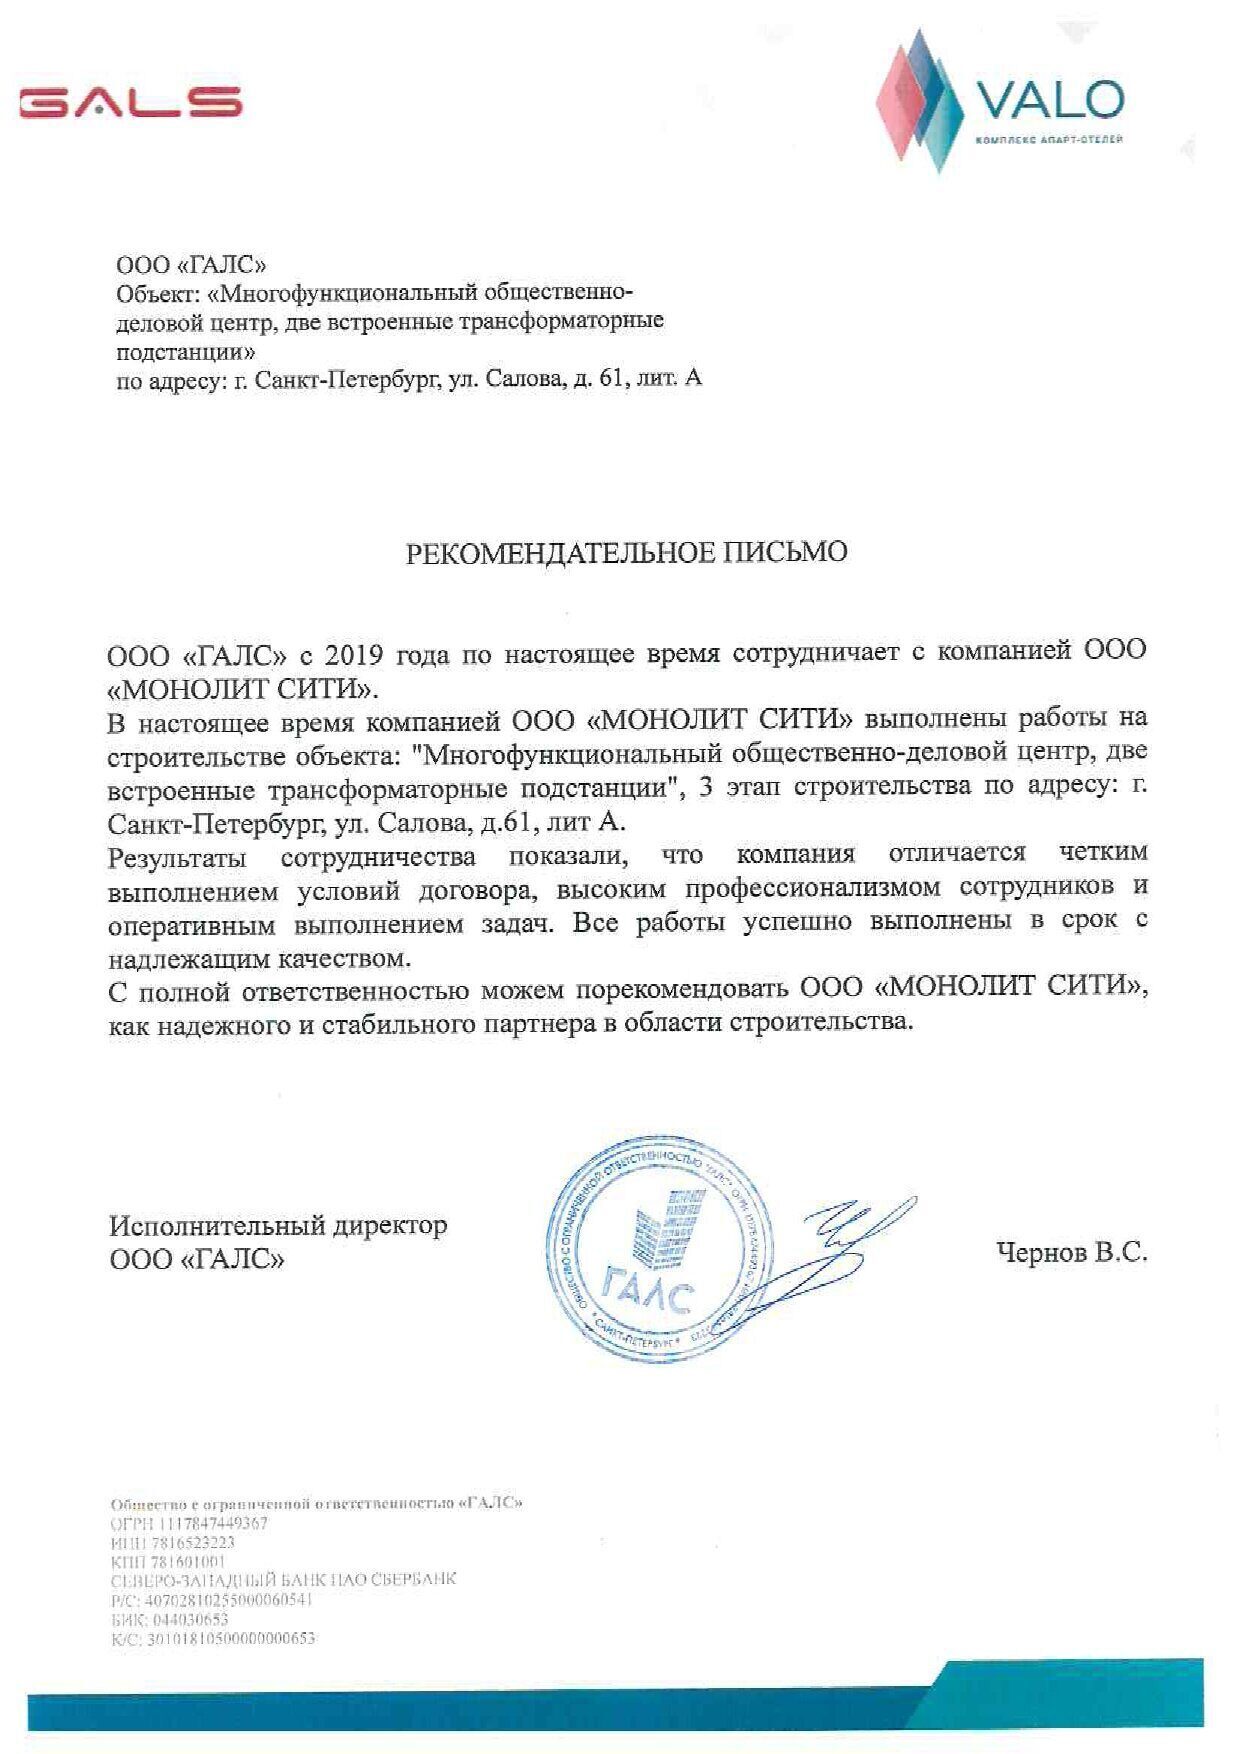 GALS
VALO
КОМПЛЕКС АПАРТ-ОТЕЛЕЙ
ООО «ГАЛС»
Объект: «Многофункциональный общественно-
деловой центр, две встроенные трансформаторные
подстанции»
по адресу: г. Санкт-Петербург, ул. Салова, д. 61, лит. А
РЕКОМЕНДАТЕЛЬНОЕ ПИСЬМО
ООО «ГАЛС» с 2019 года по настоящее время сотрудничает с компанией ООО
«МОНОЛИТ СИТИ».
В настоящее время компанией ООО «МОНОЛИТ СИТИ» выполнены работы на
строительстве объекта: "Многофункциональный общественно-деловой центр, две
встроенные трансформаторные подстанции", 3 этап строительства по адресу: г.
Санкт-Петербург, ул. Салова, д.61, лит А.
Результаты сотрудничества показали, что компания отличается четким
выполнением условий договора, высоким профессионализмом сотрудников и
оперативным выполнением задач. Все работы успешно выполнены в срок с
надлежащим качеством.
С полной ответственностью можем порекомендовать ООО «МОНОЛИТ СИТИ»,
как надежного и стабильного партнера в области строительства.
Исполнительный директор
ООО «ГАЛС»
ОБЩЕСТВО С ОГРАНИЧЕННОЙ ОТВЕТСТВЕННОСТЬЮ "ГАЛС"
ГАЛС
* САНКТ-ПЕТЕРБУРГ *
Чернов В.С.
Общество с ограниченной ответственностью «ГАЛС»
ОГРН 1117847449367
ИНН 7816523223
КПП 781601001
СЕВЕРО-ЗАПАДНЫЙ БАНК ПАО СБЕРБАНК
Р/С: 40702810255000060541
БИК: 044030653
К/С: 30101810500000000653